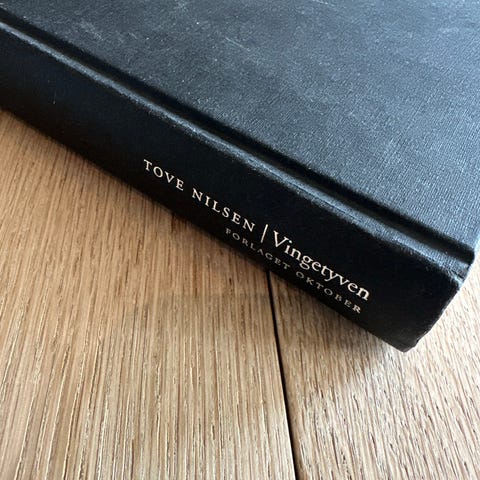 TOVE NILSEN | Vingetyven
FORLAGET OKTOBER